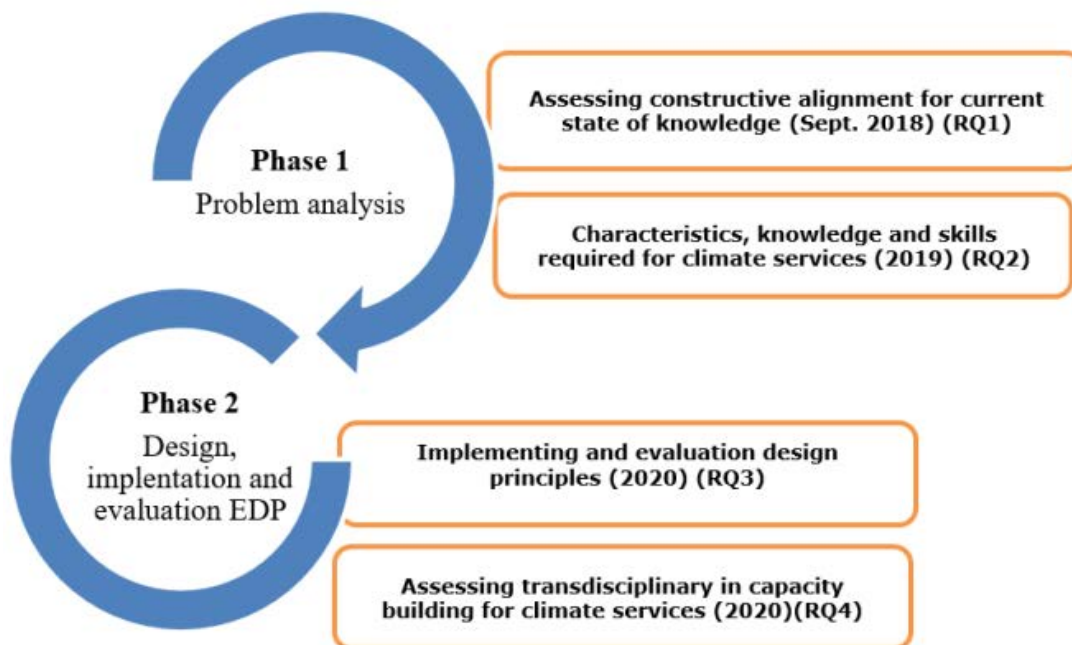 Phase 1
Problem analysis
Assessing constructive alignment for current
state of knowledge (Sept. 2018) (RQ1)
Characteristics, knowledge and skills
required for climate services (2019) (RQ2)
Phase 2
Design,
implentation and
evaluation EDP
Implementing and evaluation design
principles (2020) (RQ3)
Assessing transdisciplinary in capacity
building for climate services (2020)(RQ4)